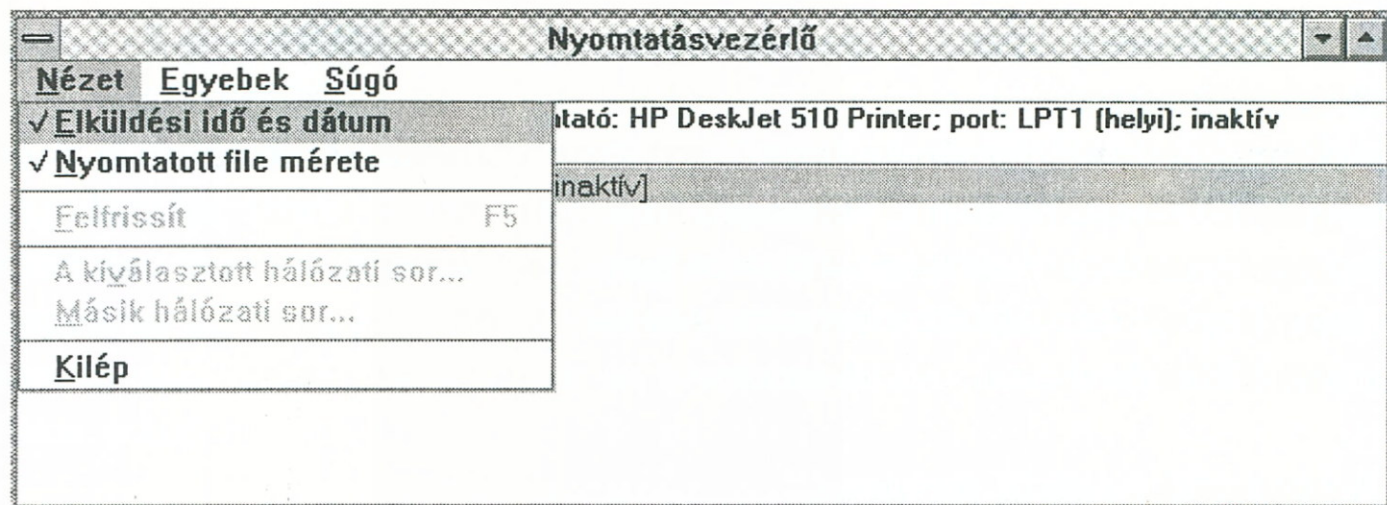 Nyomtatásvezérlő
Nézet Egyebek Súgó
√ Elküldési idő és dátum
tató: HP DeskJet 510 Printer; port: LPT1 (helyi); inaktív
√ Nyomtatott file mérete
inaktív]
Felfrissít F5
A kiválasztott hálózati sor...
Másik hálózati sor...
Kilép